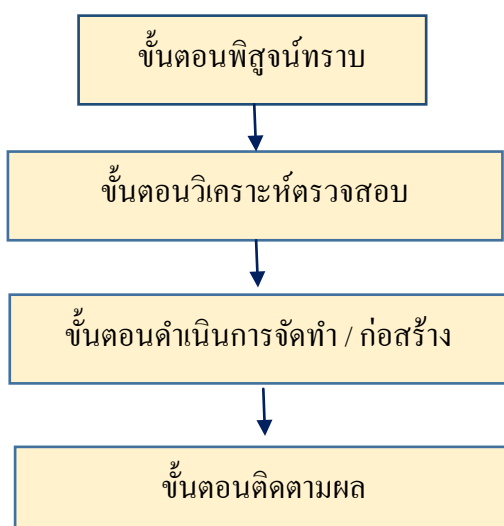 ขั้นตอนพิสูจน์ทราบ
ขั้นตอนวิเคราะห์ตรวจสอบ
ขั้นตอนดำเนินการจัดทำ / ก่อสร้าง
ขั้นตอนติดตามผล